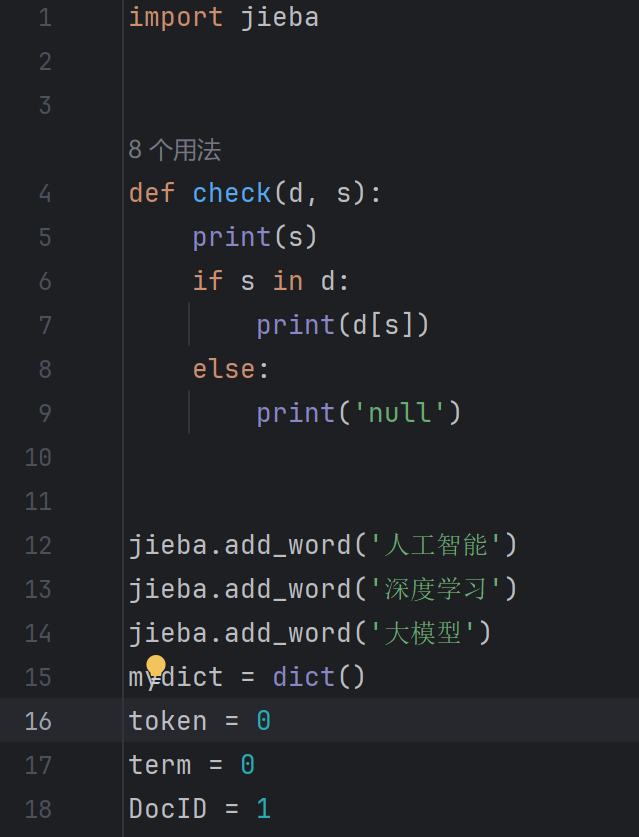 1 import jieba
2
3
8 个用法
4 def check(d, s):
5     print(s)
6     if s in d:
7         print(d[s])
8     else:
9         print('null')
10
11
12 jieba.add_word('人工智能')
13 jieba.add_word('深度学习')
14 jieba.add_word('大模型')
15 mydict = dict()
16 token = 0
17 term = 0
18 DocID = 1